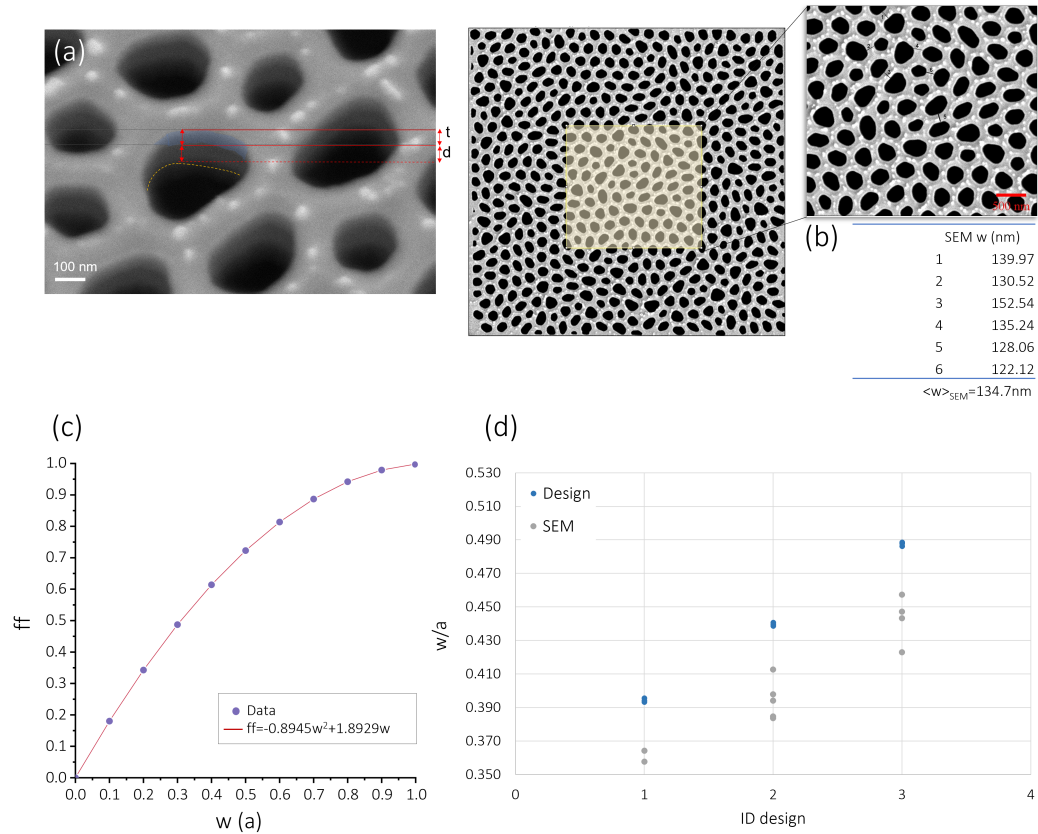 (a)
t
d
100 nm
500 nm
(b)
SEM w (nm)
1 139.97
2 130.52
3 152.54
4 135.24
5 128.06
6 122.12
<w>SEM=134.7nm
(c)
ff
1.0
0.9
0.8
0.7
0.6
0.5
0.4
0.3
0.2
0.1
0.0
Data
ff=-0.8945w²+1.8929w
0.0 0.1 0.2 0.3 0.4 0.5 0.6 0.7 0.8 0.9 1.0
w (a)
(d)
w/a
0.530
0.510
0.490
0.470
0.450
0.430
0.410
0.390
0.370
0.350
Design
SEM
0 1 2 3 4
ID design